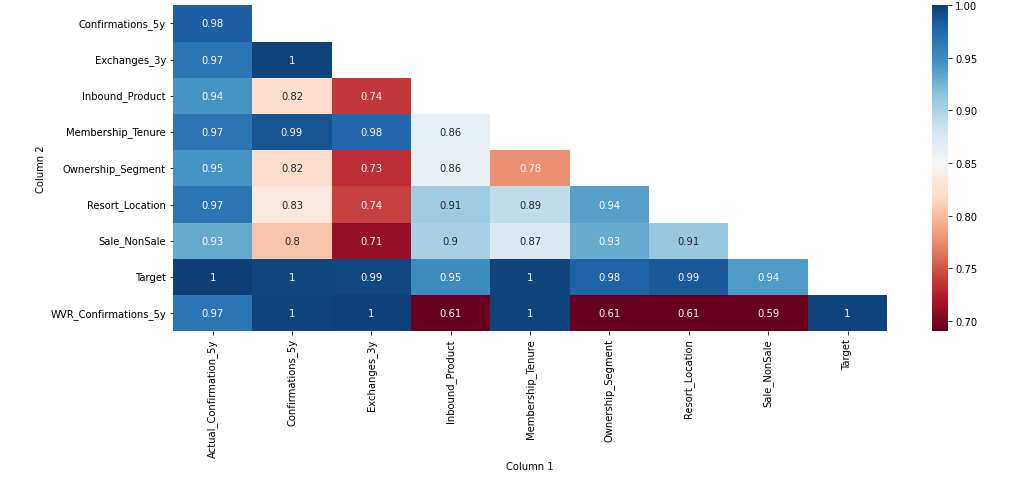 Confirmations_5y 0.98
Exchanges_3y 0.97 1
Inbound_Product 0.94 0.82 0.74
Membership_Tenure 0.97 0.99 0.98 0.86
Ownership_Segment 0.95 0.82 0.73 0.86 0.78
Resort_Location 0.97 0.83 0.74 0.91 0.89 0.94
Sale_NonSale 0.93 0.8 0.71 0.9 0.87 0.93 0.91
Target 1 1 0.99 0.95 1 0.98 0.99 0.94
WVR_Confirmations_5y 0.97 1 1 0.61 1 0.61 0.61 0.59 1
Column 2
Actual_Confirmation_5y
Confirmations_5y
Exchanges_3y
Inbound_Product
Membership_Tenure
Ownership_Segment
Resort_Location
Sale_NonSale
Target
Column 1
1.00
0.95
0.90
0.85
0.80
0.75
0.70